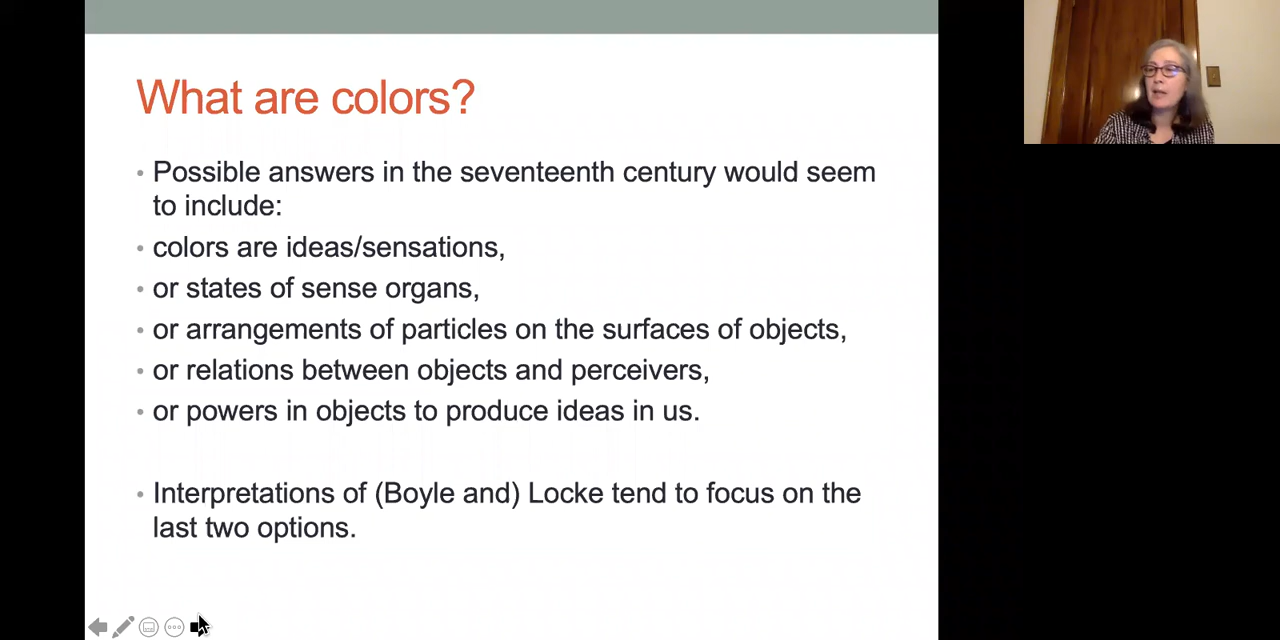 What are colors?
• Possible answers in the seventeenth century would seem
to include:
• colors are ideas/sensations,
• or states of sense organs,
• or arrangements of particles on the surfaces of objects,
• or relations between objects and perceivers,
• or powers in objects to produce ideas in us.
• Interpretations of (Boyle and) Locke tend to focus on the
last two options.